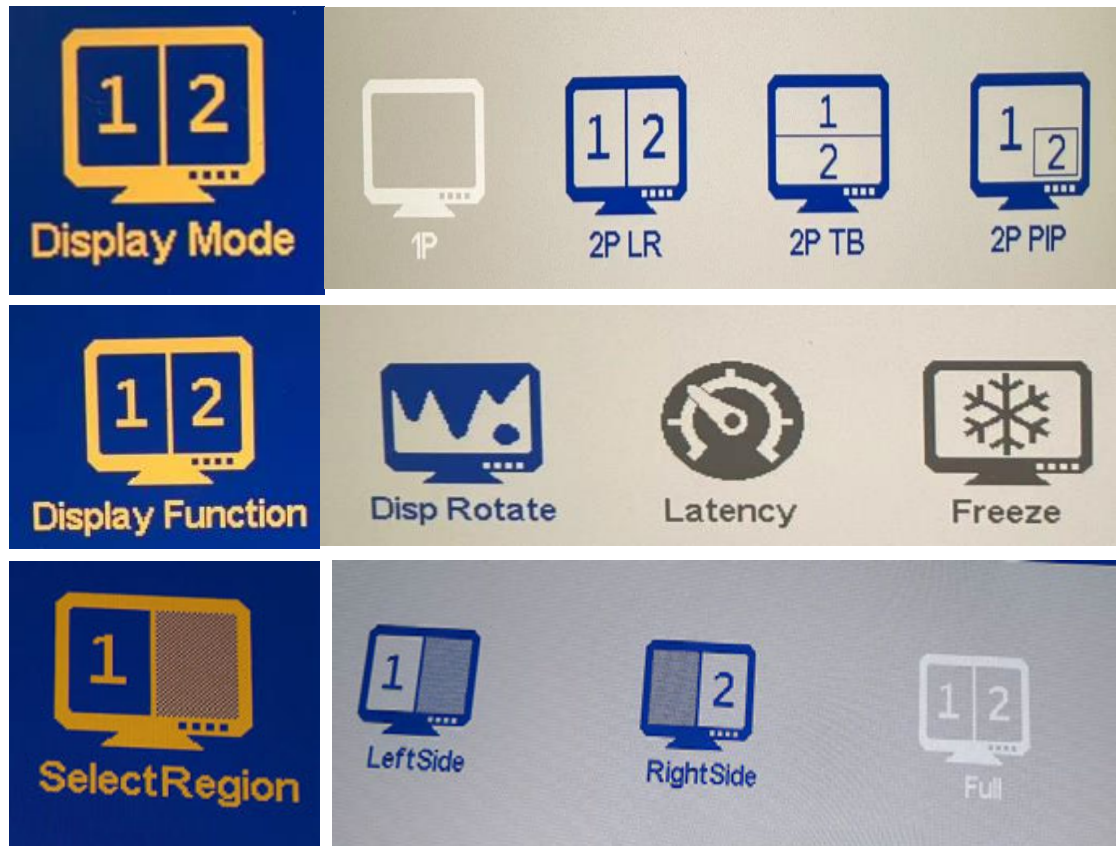 1 2
Display Mode
1P
1 2
2P LR
1
2
2P TB
1 2
2P PIP
1 2
Display Function
Disp Rotate
Latency
Freeze
1
SelectRegion
1
LeftSide
2
RightSide
1 2
Full